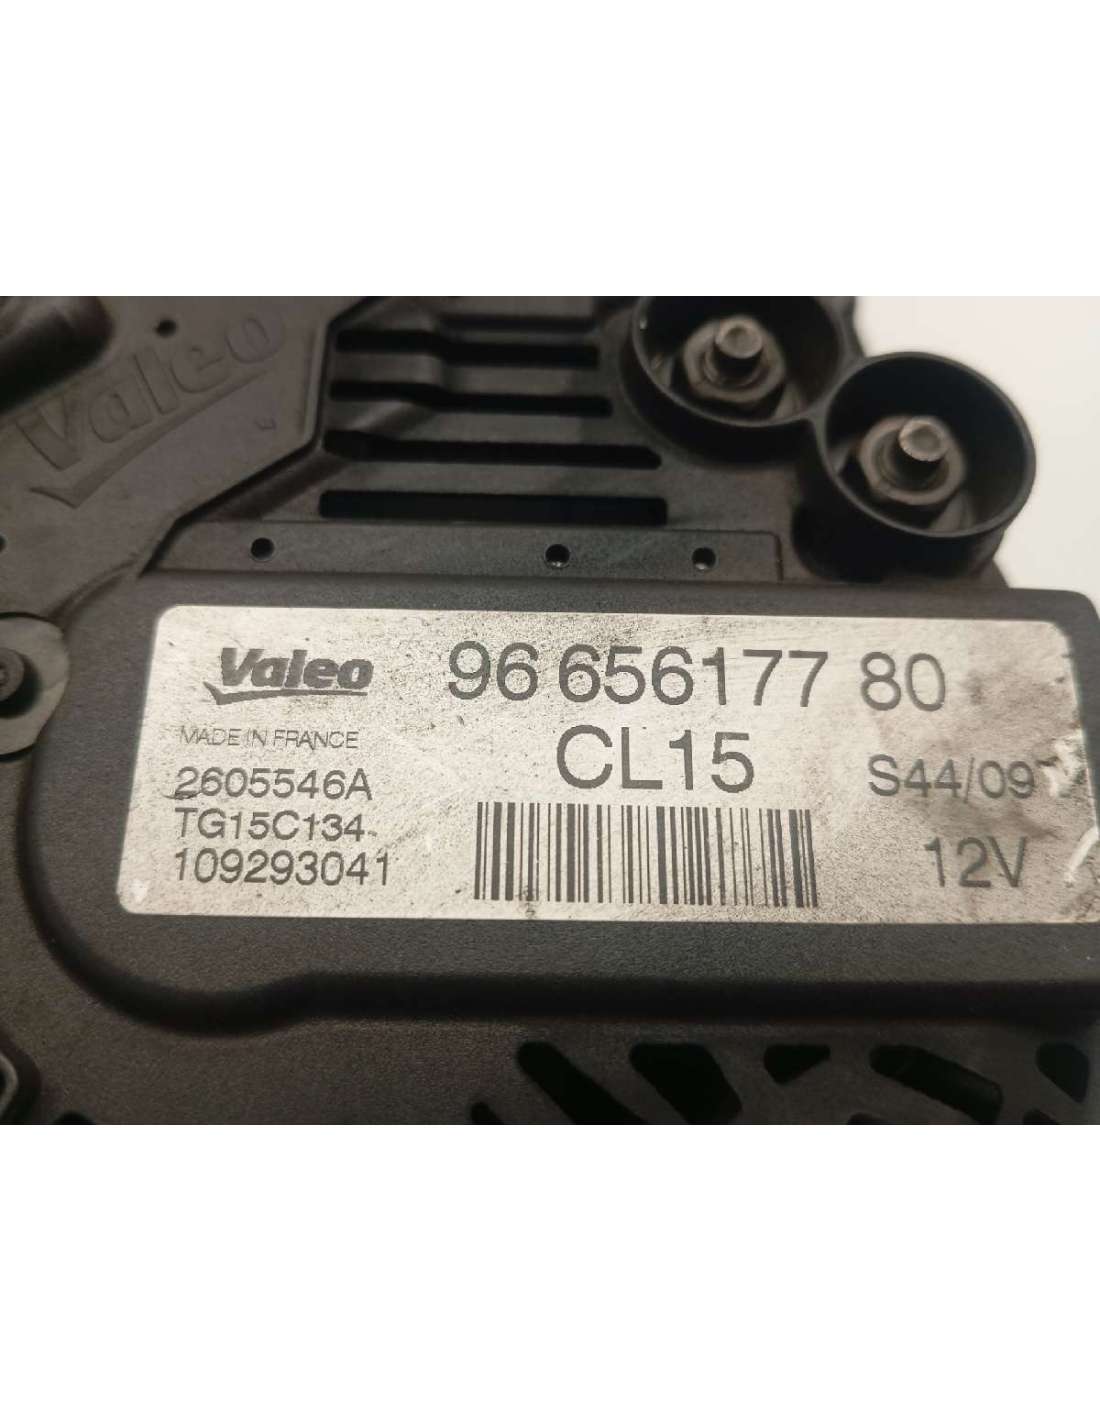 Valeo
Valeo 96 656177 80
MADE IN FRANCE
CL15
2605546A
S44/09
TG15C134-
109293041
12V